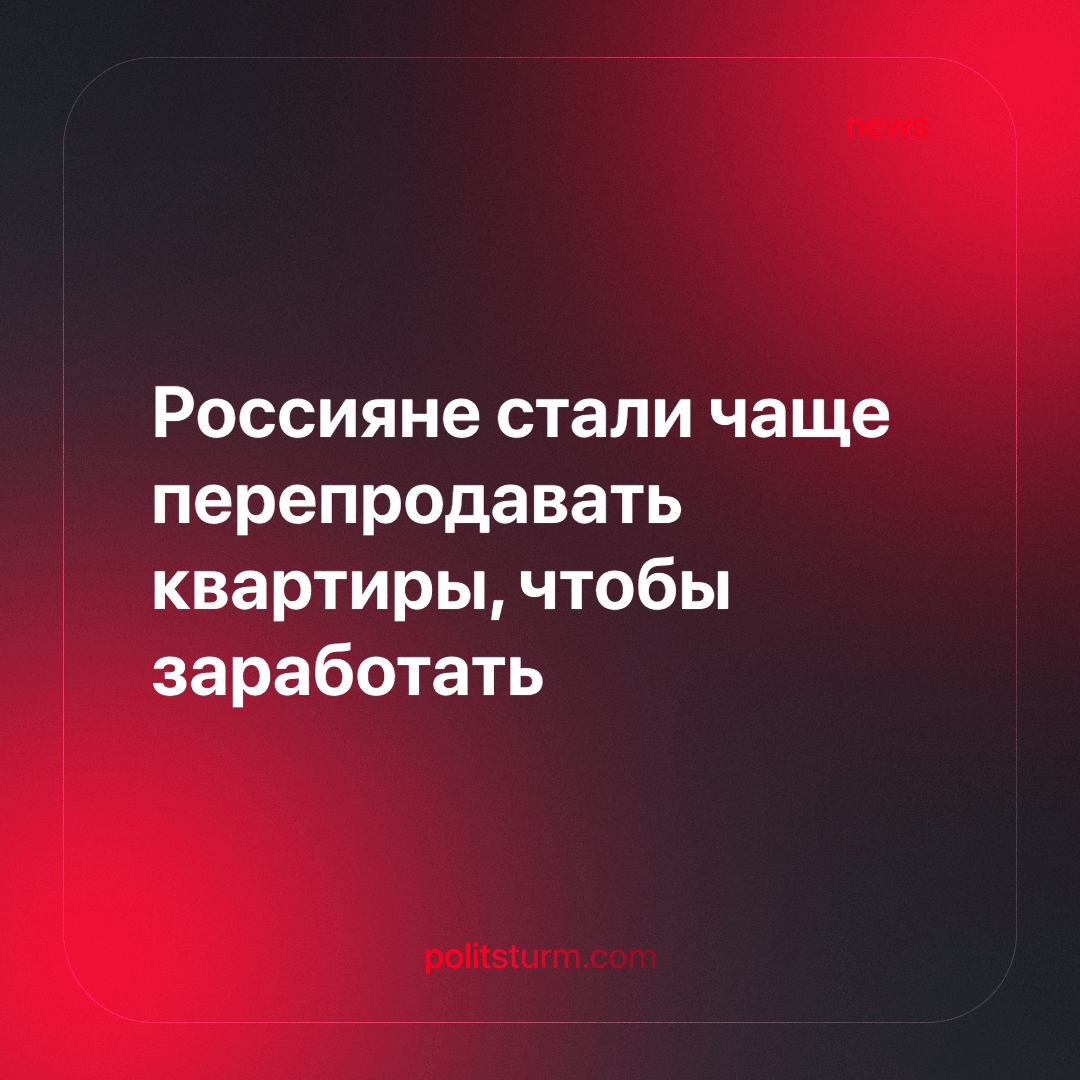 news
Россияне стали чаще
перепродавать
квартиры, чтобы
заработать
politsturm.com